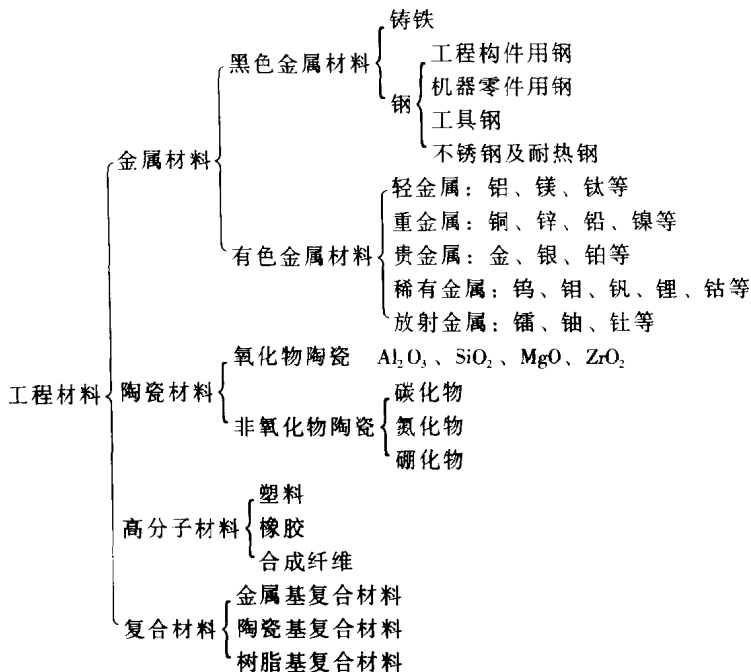 铸铁
工程构件用钢
黑色金属材料
机器零件用钢
钢
工具钢
金属材料
不锈钢及耐热钢
轻金属：铝、镁、钛等
重金属：铜、锌、铅、镍等
有色金属材料
贵金属：金、银、铂等
稀有金属：钨、钼、钒、锂、钴等
放射金属：镭、铀、钍等
氧化物陶瓷 Al₂O₃、SiO₂、MgO、ZrO₂
工程材料
陶瓷材料
碳化物
非氧化物陶瓷
氮化物
硼化物
塑料
高分子材料
橡胶
合成纤维
金属基复合材料
复合材料
陶瓷基复合材料
树脂基复合材料